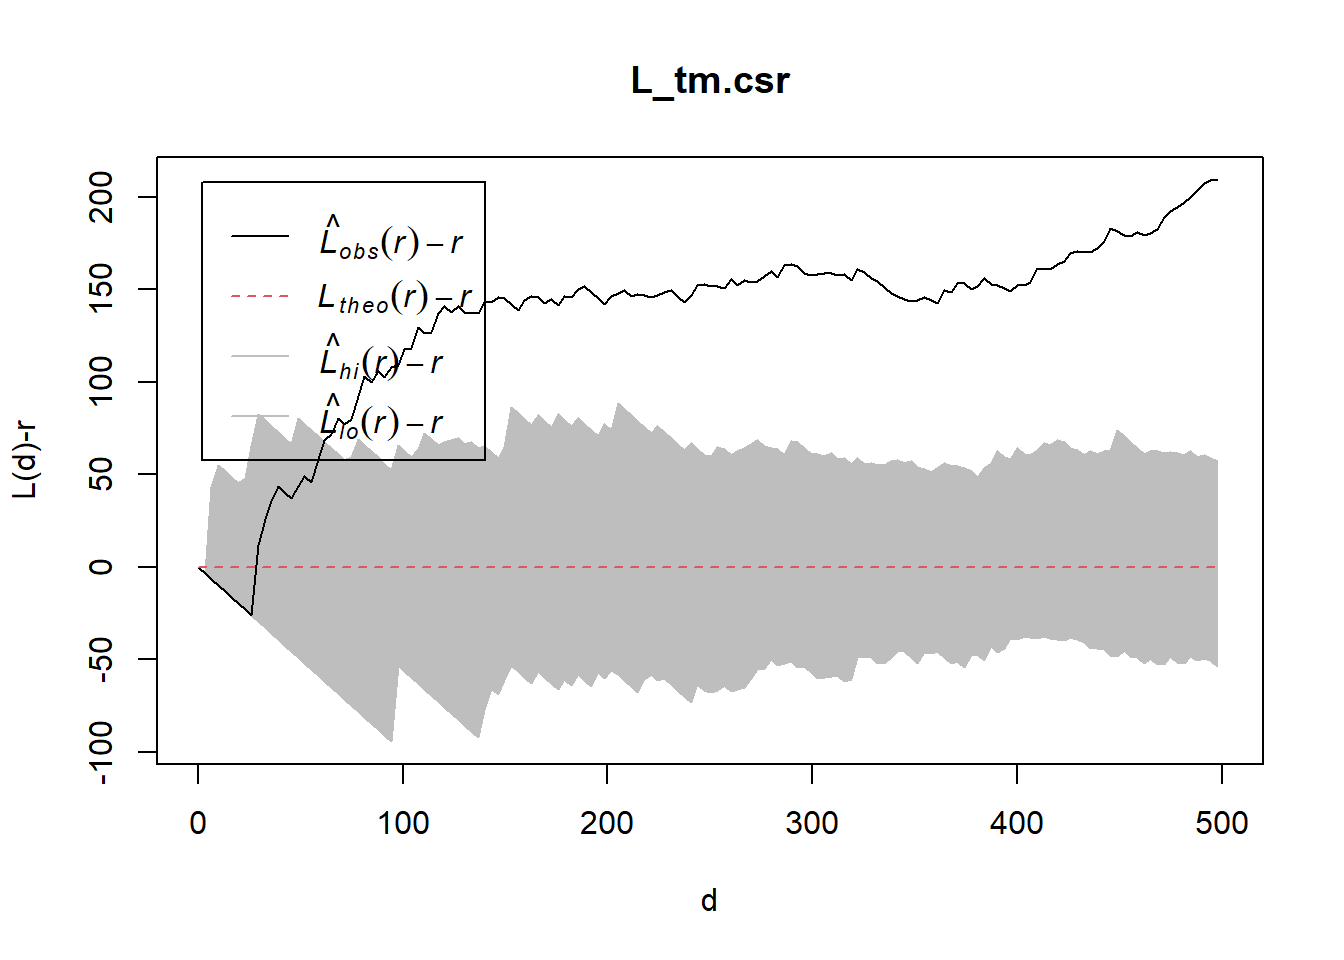 L_tm.csr
L̂obs(r) − r
Ltheo(r) − r
L̂hi(r) − r
L̂lo(r) − r
L(d)-r
200
150
100
50
0
-50
-100
0 100 200 300 400 500
d